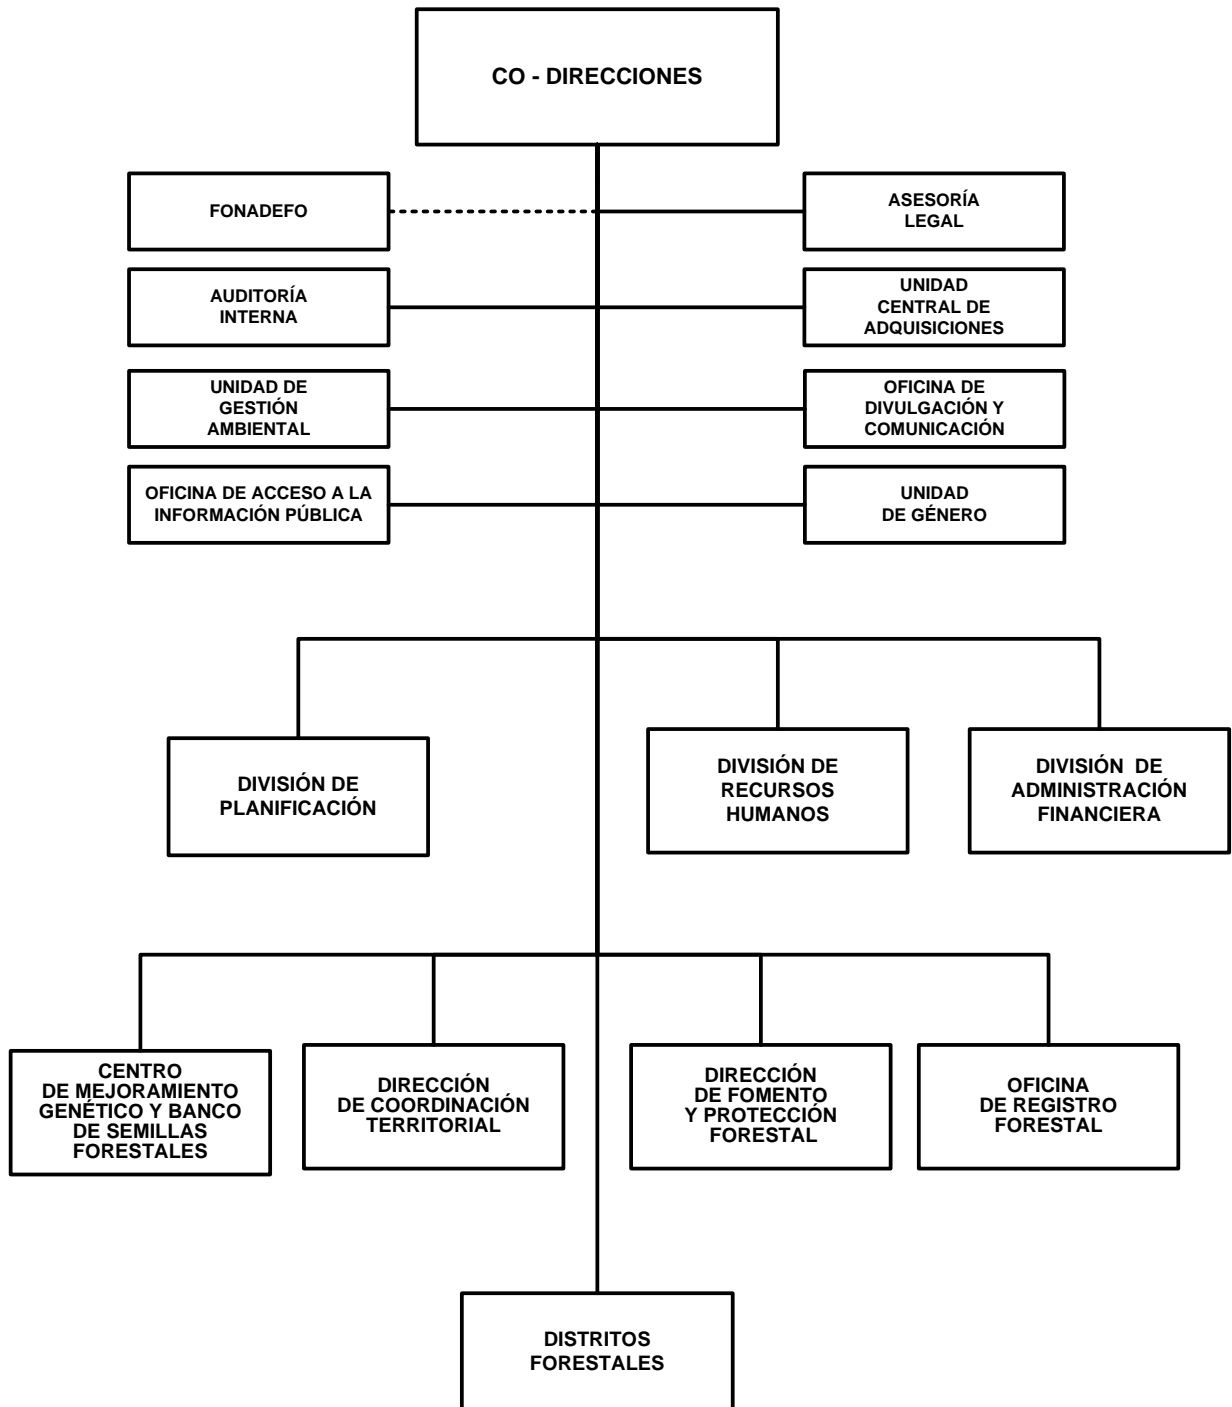 CO - DIRECCIONES
FONADEFO
ASESORÍA
LEGAL
AUDITORÍA
INTERNA
UNIDAD
CENTRAL DE
ADQUISICIONES
UNIDAD DE
GESTIÓN
AMBIENTAL
OFICINA DE
DIVULGACIÓN Y
COMUNICACIÓN
OFICINA DE ACCESO A LA
INFORMACIÓN PÚBLICA
UNIDAD
DE GÉNERO
DIVISIÓN DE
PLANIFICACIÓN
DIVISIÓN DE
RECURSOS
HUMANOS
DIVISIÓN DE
ADMINISTRACIÓN
FINANCIERA
CENTRO
DE MEJORAMIENTO
GENÉTICO Y BANCO
DE SEMILLAS
FORESTALES
DIRECCIÓN
DE COORDINACIÓN
TERRITORIAL
DIRECCIÓN
DE FOMENTO
Y PROTECCIÓN
FORESTAL
OFICINA
DE REGISTRO
FORESTAL
DISTRITOS
FORESTALES